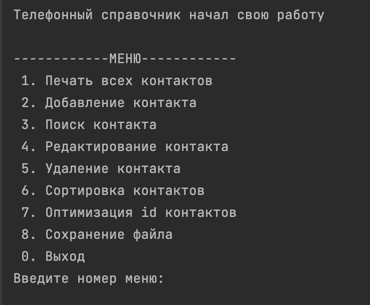 Телефонный справочник начал свою работу
------------МЕНЮ------------
1. Печать всех контактов
2. Добавление контакта
3. Поиск контакта
4. Редактирование контакта
5. Удаление контакта
6. Сортировка контактов
7. Оптимизация id контактов
8. Сохранение файла
0. Выход
Введите номер меню: